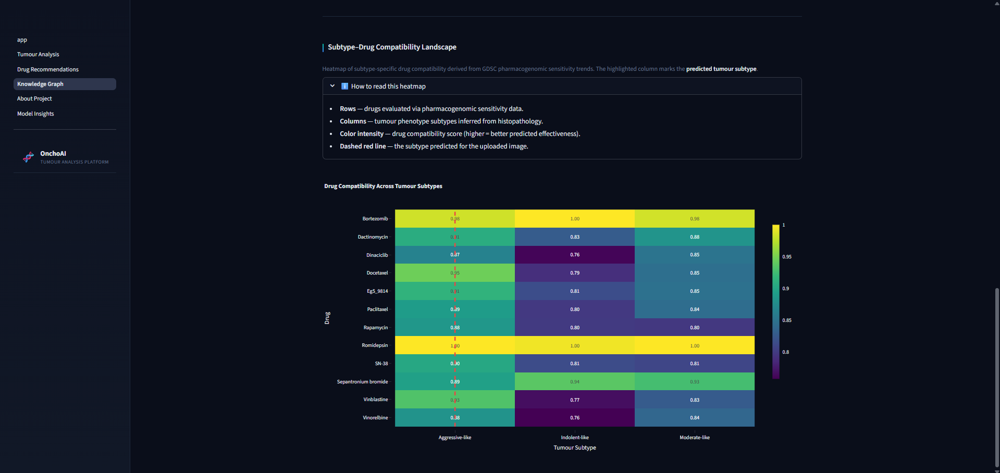 app
Tumour Analysis
Drug Recommendations
Knowledge Graph
About Project
Model Insights
OnchoAI
TUMOUR ANALYSIS PLATFORM
Subtype–Drug Compatibility Landscape
Heatmap of subtype-specific drug compatibility derived from GDSC pharmacogenomic sensitivity trends. The highlighted column marks the predicted tumour subtype.
How to read this heatmap
• Rows — drugs evaluated via pharmacogenomic sensitivity data.
• Columns — tumour phenotype subtypes inferred from histopathology.
• Color intensity — drug compatibility score (higher = better predicted effectiveness).
• Dashed red line — the subtype predicted for the uploaded image.
Drug Compatibility Across Tumour Subtypes
Drug
Bortezomib 0.98 1.00 0.98
Dactinomycin 0.91 0.83 0.88
Dinaciclib 0.87 0.76 0.85
Docetaxel 0.95 0.79 0.85
Eg5_9814 0.91 0.81 0.85
Paclitaxel 0.89 0.80 0.84
Rapamycin 0.88 0.80 0.80
Romidepsin 1.00 1.00 1.00
SN-38 0.90 0.81 0.81
Sepantronium bromide 0.89 0.94 0.93
Vinblastine 0.93 0.77 0.83
Vinorelbine 0.88 0.76 0.84
Aggressive-like Indolent-like Moderate-like
Tumour Subtype
1
0.95
0.9
0.85
0.8